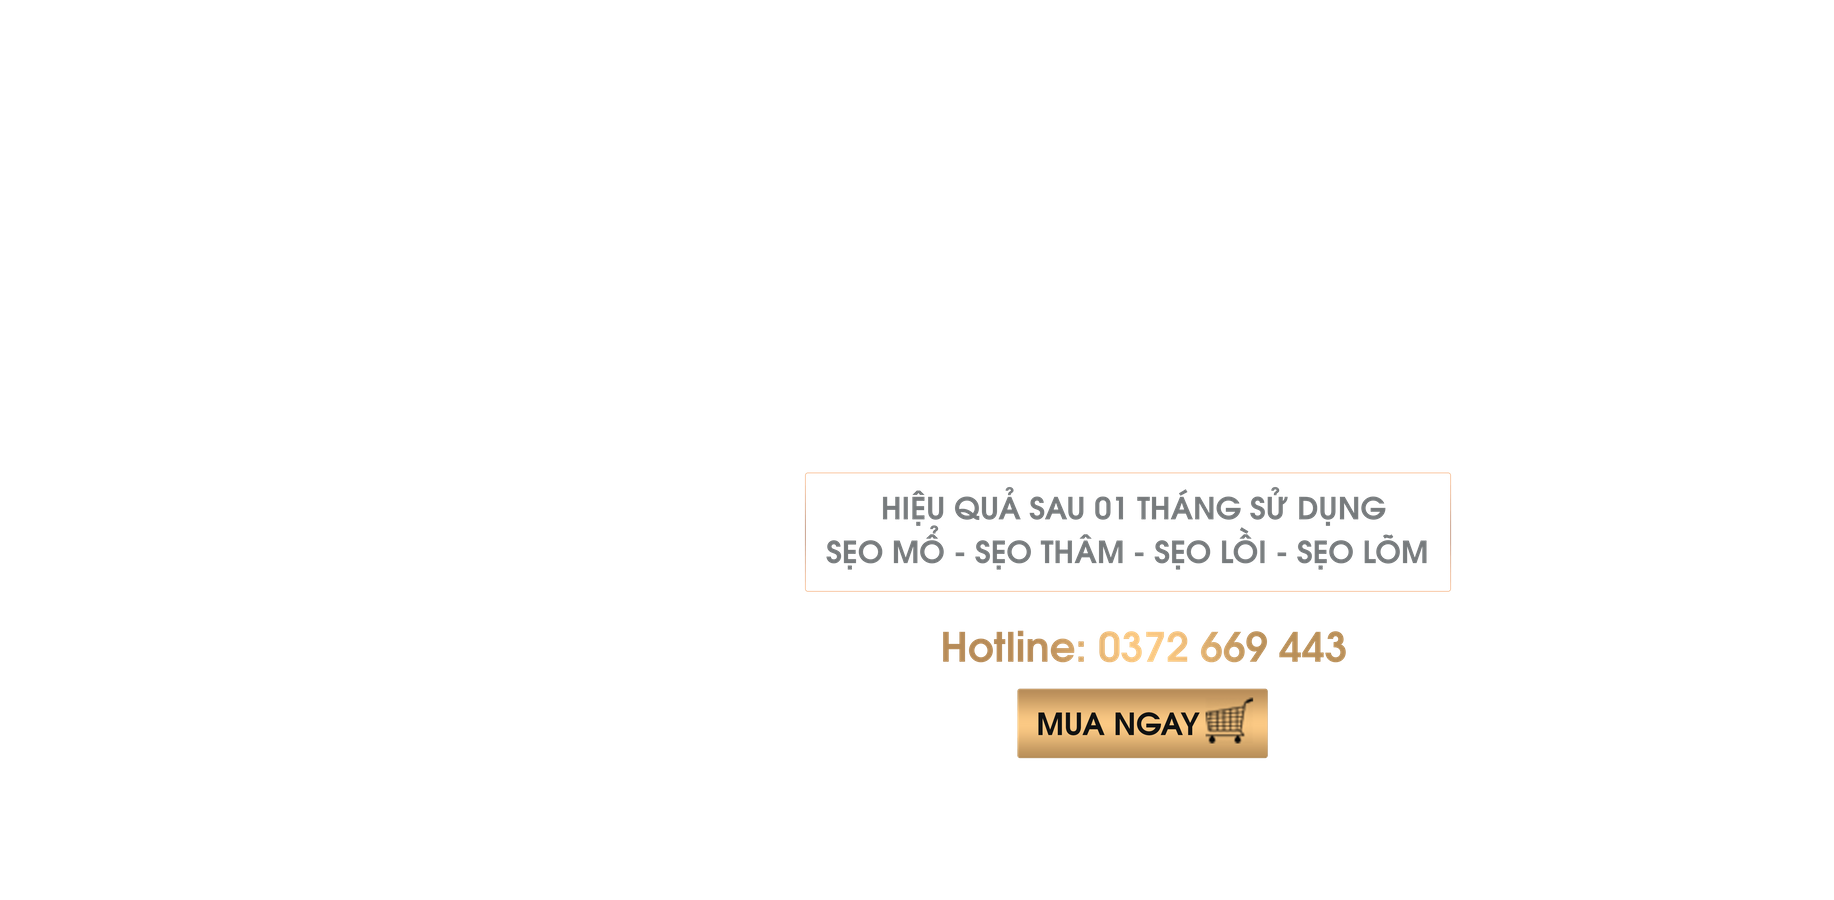 HIỆU QUẢ SAU 01 THÁNG SỬ DỤNG
SẸO MỔ - SẸO THÂM - SẸO LỒI - SẸO LÕM
Hotline: 0372 669 443
MUA NGAY